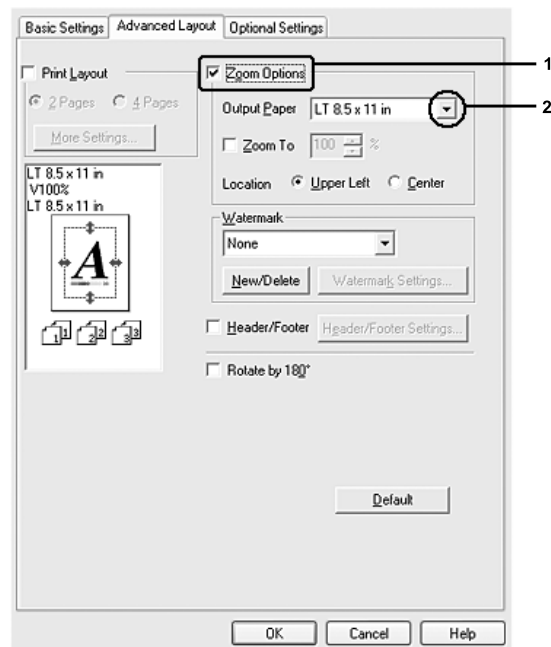 Basic Settings Advanced Layout Optional Settings
Print Layout
2 Pages 4 Pages
More Settings...
LT 8.5 x 11 in
V100%
LT 8.5 x 11 in
A
1 1 2 2 3 3
Zoom Options
Output Paper LT 8.5 x 11 in
Zoom To 100 %
Location Upper Left Center
Watermark
None
New/Delete Watermark Settings...
Header/Footer Header/Footer Settings...
Rotate by 180°
Default
OK Cancel Help
1
2